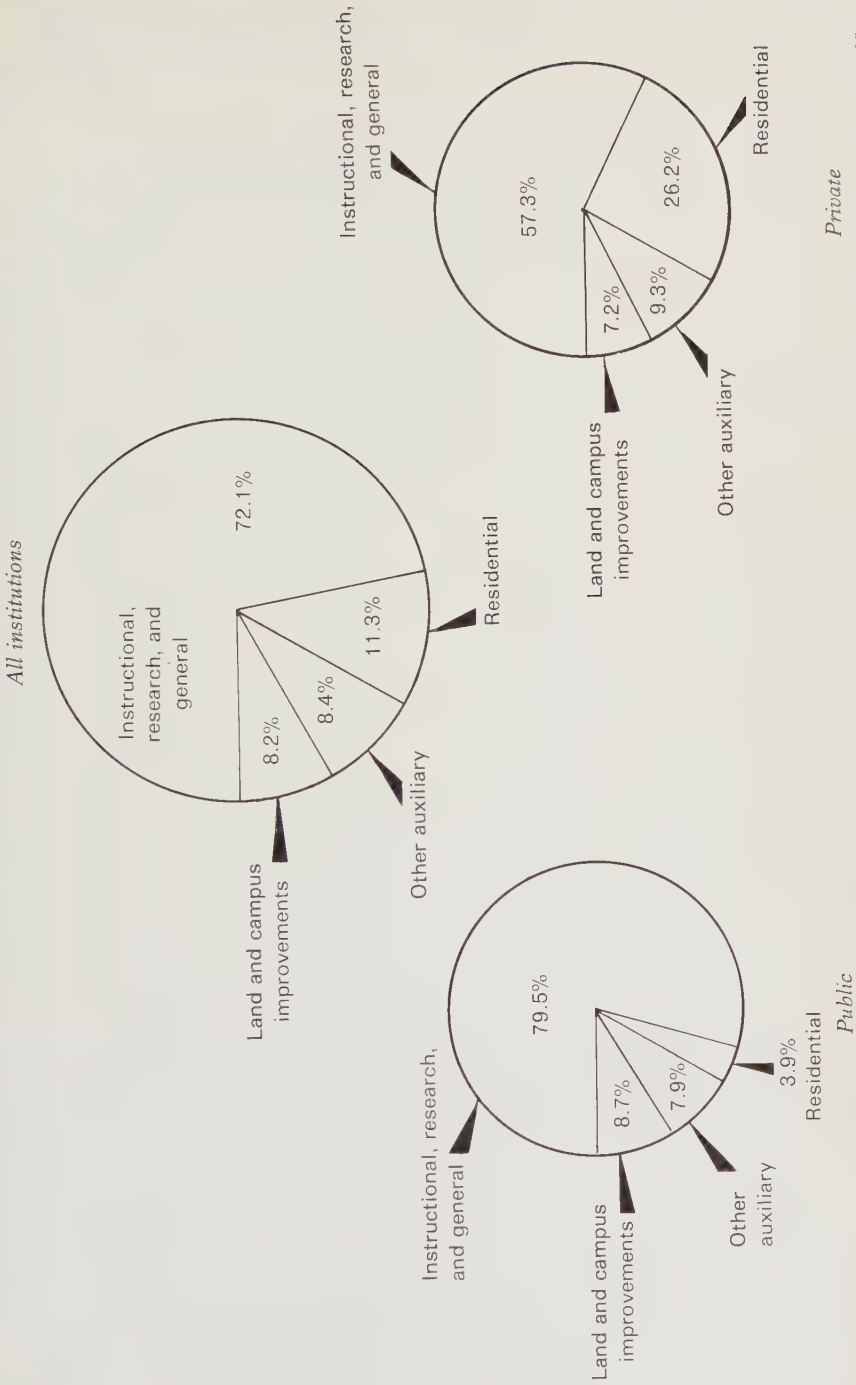 All institutions
Instructional,
research, and
general
72.1%
8.2%
8.4%
11.3%
Land and campus
improvements
Other auxiliary
Residential
Instructional, research,
and general
79.5%
8.7%
7.9%
Land and campus
improvements
Other
auxiliary
3.9%
Residential
Public
Instructional, research,
and general
57.3%
7.2%
9.3%
26.2%
Land and campus
improvements
Other auxiliary
Residential
Private